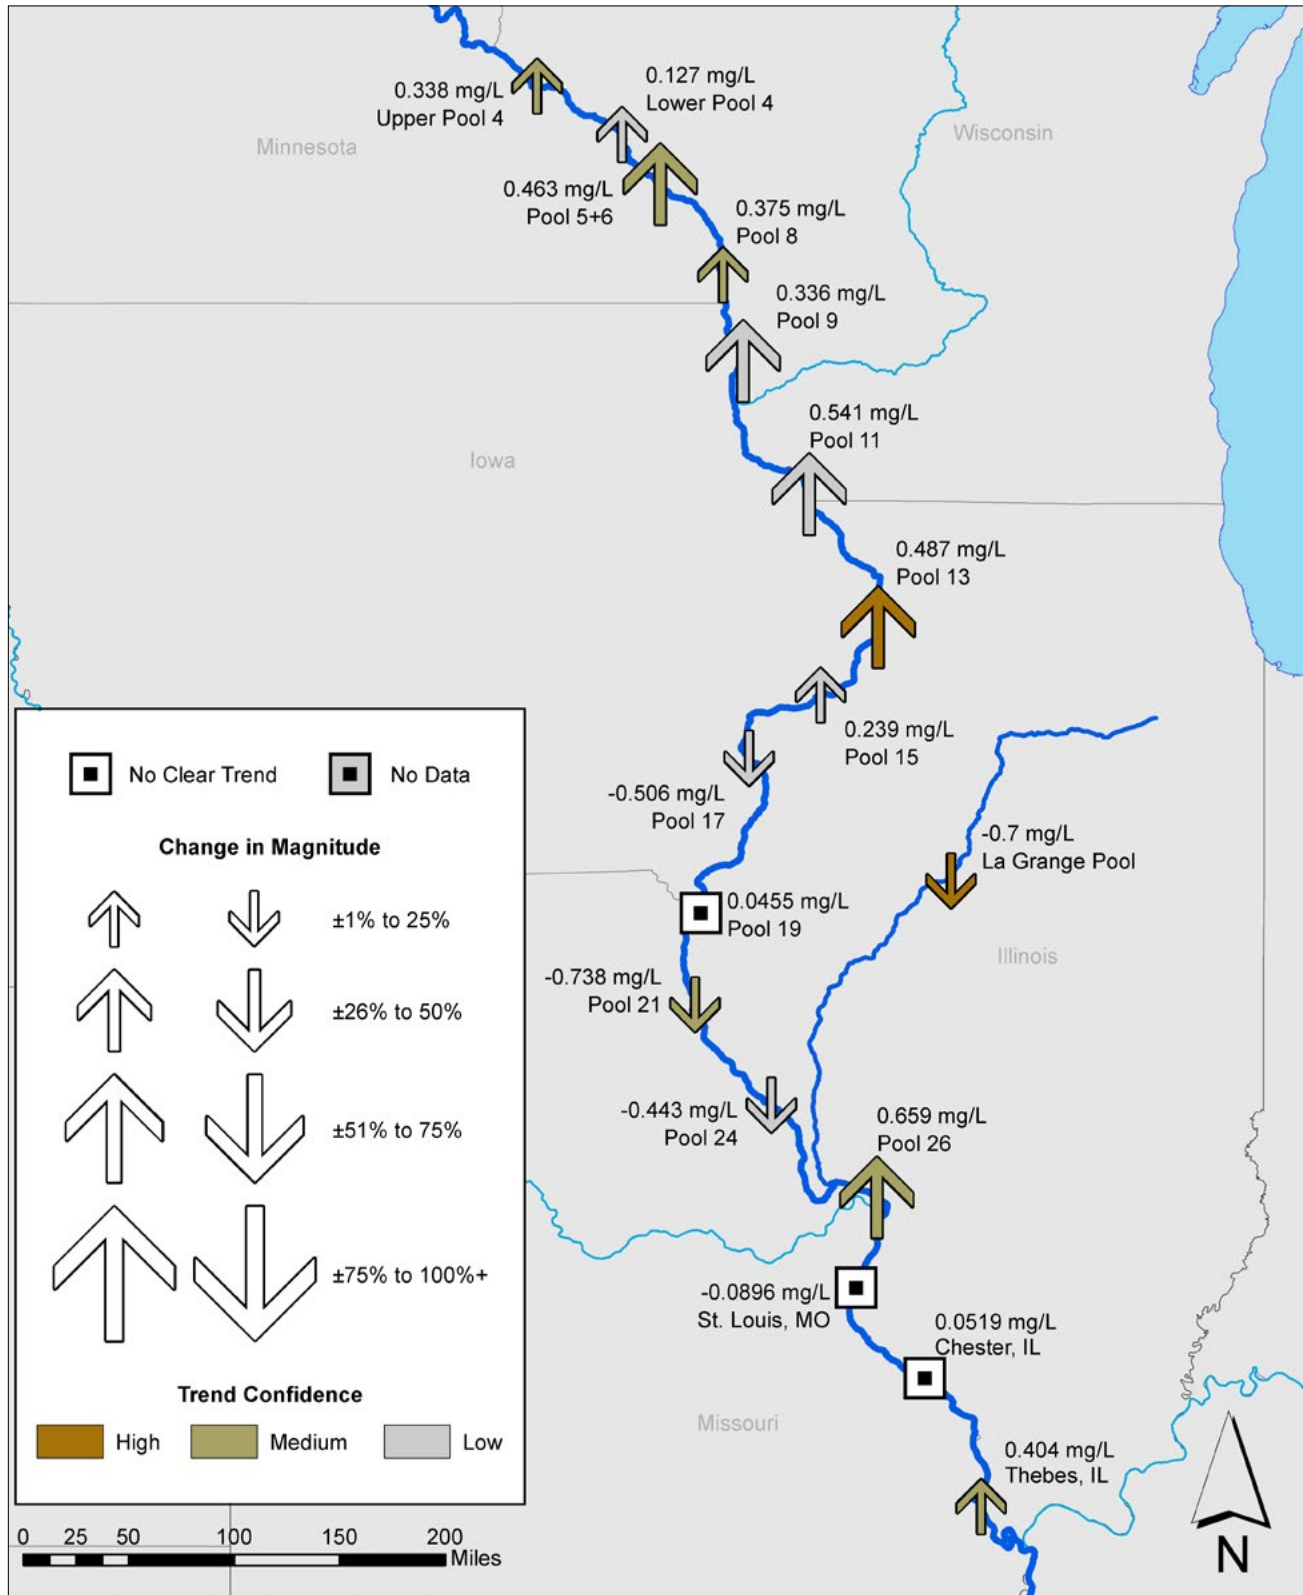 0.338 mg/L
Upper Pool 4
0.127 mg/L
Lower Pool 4
Minnesota
Wisconsin
0.463 mg/L
Pool 5+6
0.375 mg/L
Pool 8
0.336 mg/L
Pool 9
0.541 mg/L
Pool 11
Iowa
0.487 mg/L
Pool 13
0.239 mg/L
Pool 15
-0.506 mg/L
Pool 17
-0.7 mg/L
La Grange Pool
0.0455 mg/L
Pool 19
Illinois
-0.738 mg/L
Pool 21
-0.443 mg/L
Pool 24
0.659 mg/L
Pool 26
-0.0896 mg/L
St. Louis, MO
0.0519 mg/L
Chester, IL
Missouri
0.404 mg/L
Thebes, IL
No Clear Trend
No Data
Change in Magnitude
±1% to 25%
±26% to 50%
±51% to 75%
±75% to 100%+
Trend Confidence
High
Medium
Low
0 25 50 100 150 200
Miles
N